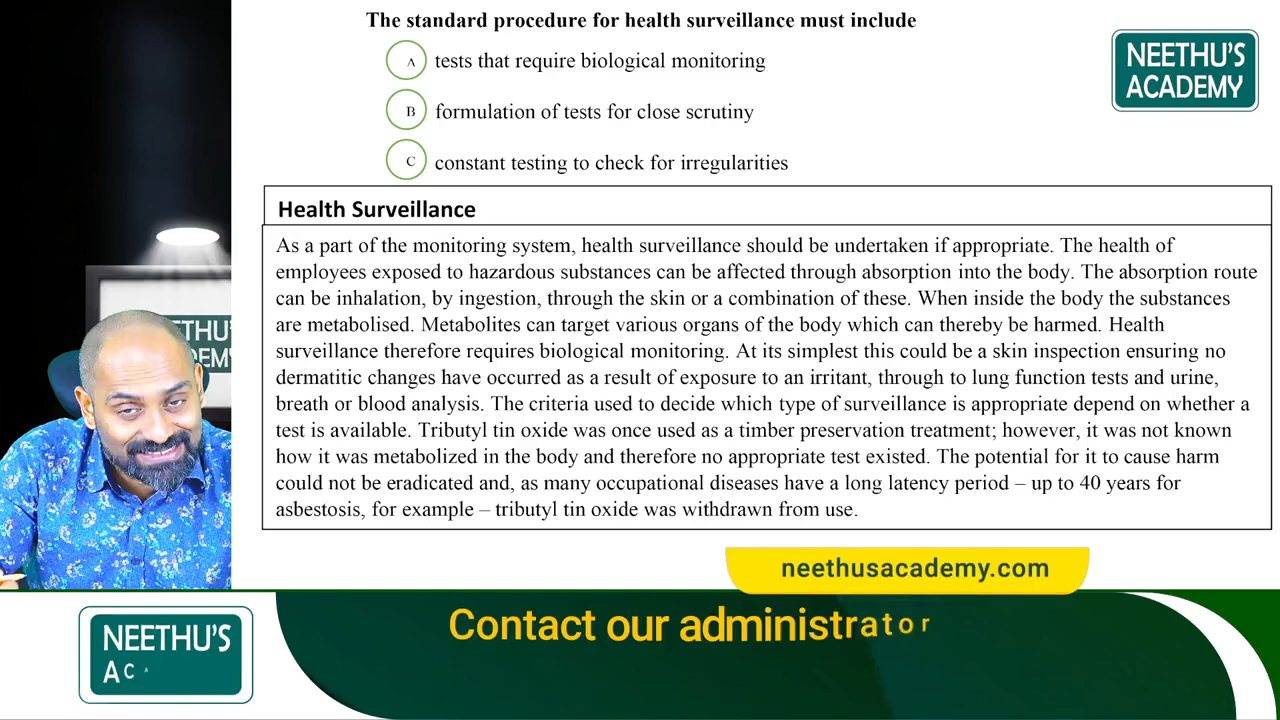 The standard procedure for health surveillance must include
A tests that require biological monitoring
B formulation of tests for close scrutiny
C constant testing to check for irregularities
NEETHU'S
ACADEMY
Health Surveillance
As a part of the monitoring system, health surveillance should be undertaken if appropriate. The health of
employees exposed to hazardous substances can be affected through absorption into the body. The absorption route
can be inhalation, by ingestion, through the skin or a combination of these. When inside the body the substances
are metabolised. Metabolites can target various organs of the body which can thereby be harmed. Health
surveillance therefore requires biological monitoring. At its simplest this could be a skin inspection ensuring no
dermatitic changes have occurred as a result of exposure to an irritant, through to lung function tests and urine,
breath or blood analysis. The criteria used to decide which type of surveillance is appropriate depend on whether a
test is available. Tributyl tin oxide was once used as a timber preservation treatment; however, it was not known
how it was metabolized in the body and therefore no appropriate test existed. The potential for it to cause harm
could not be eradicated and, as many occupational diseases have a long latency period – up to 40 years for
asbestosis, for example – tributyl tin oxide was withdrawn from use.
THU'
DEM
neethusacademy.com
Contact our administrator
NEETHU'S
ACA